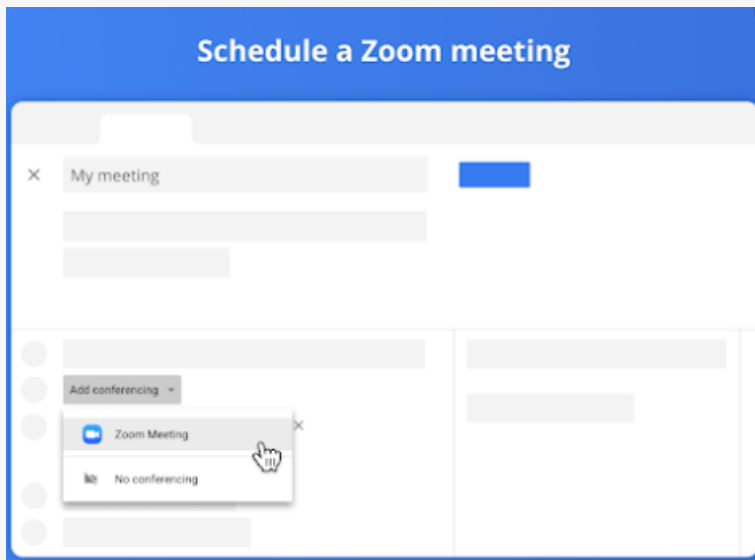 Schedule a Zoom meeting
My meeting
Add conferencing
Zoom Meeting
No conferencing